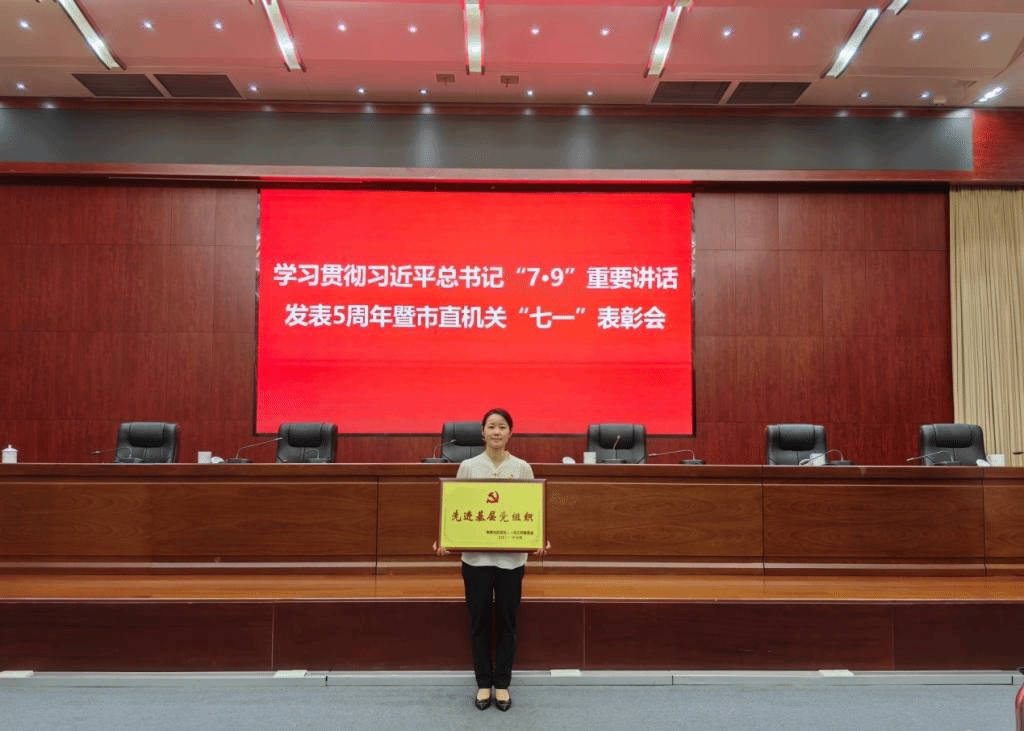 学习贯彻习近平总书记“7·9”重要讲话
发表5周年暨市直机关“七一”表彰会
先进基层党组织